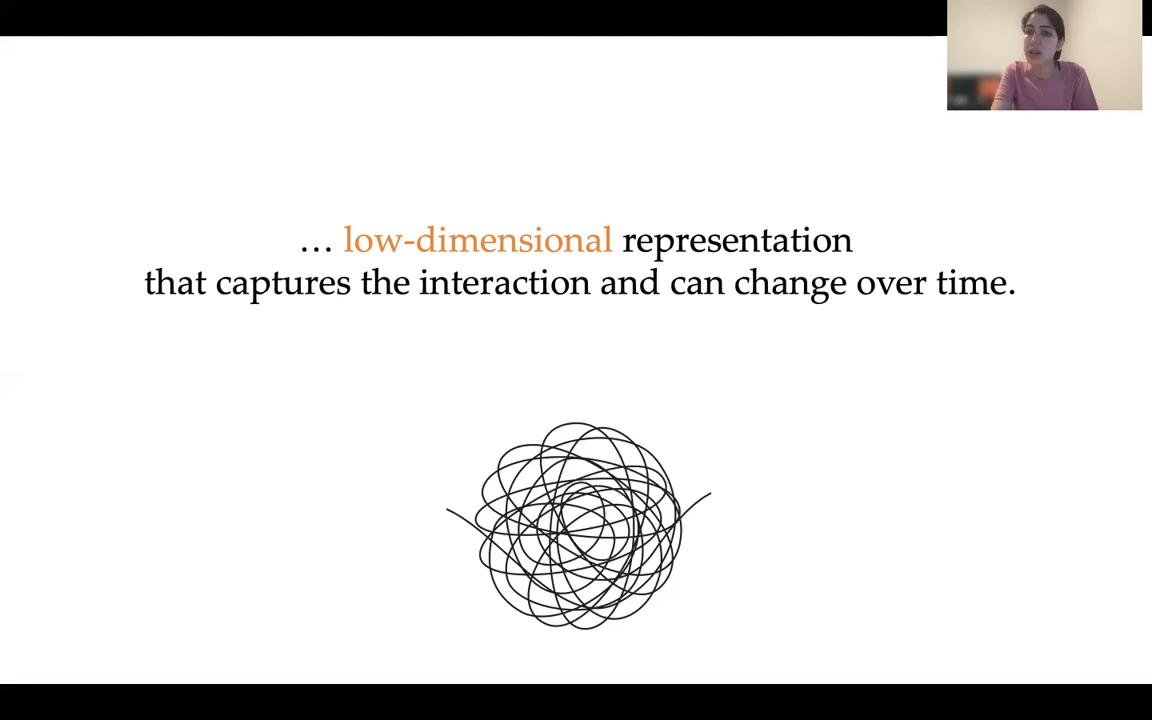 … low-dimensional representation
that captures the interaction and can change over time.